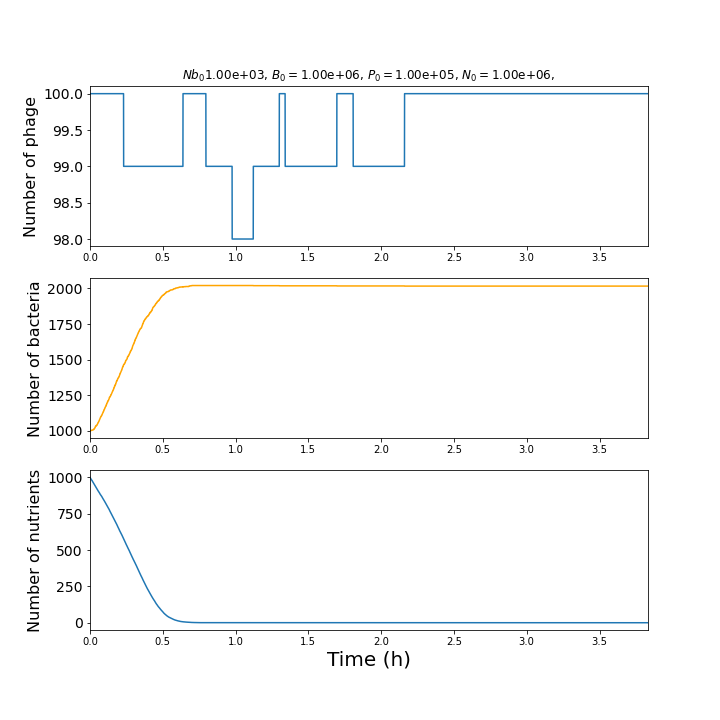 Nb₀1.00e+03, B₀ = 1.00e+06, P₀ = 1.00e+05, N₀ = 1.00e+06,
Number of phage
100.0
99.5
99.0
98.5
98.0
0.0 0.5 1.0 1.5 2.0 2.5 3.0 3.5
Number of bacteria
2000
1750
1500
1250
1000
0.0 0.5 1.0 1.5 2.0 2.5 3.0 3.5
Number of nutrients
1000
750
500
250
0
0.0 0.5 1.0 1.5 2.0 2.5 3.0 3.5
Time (h)